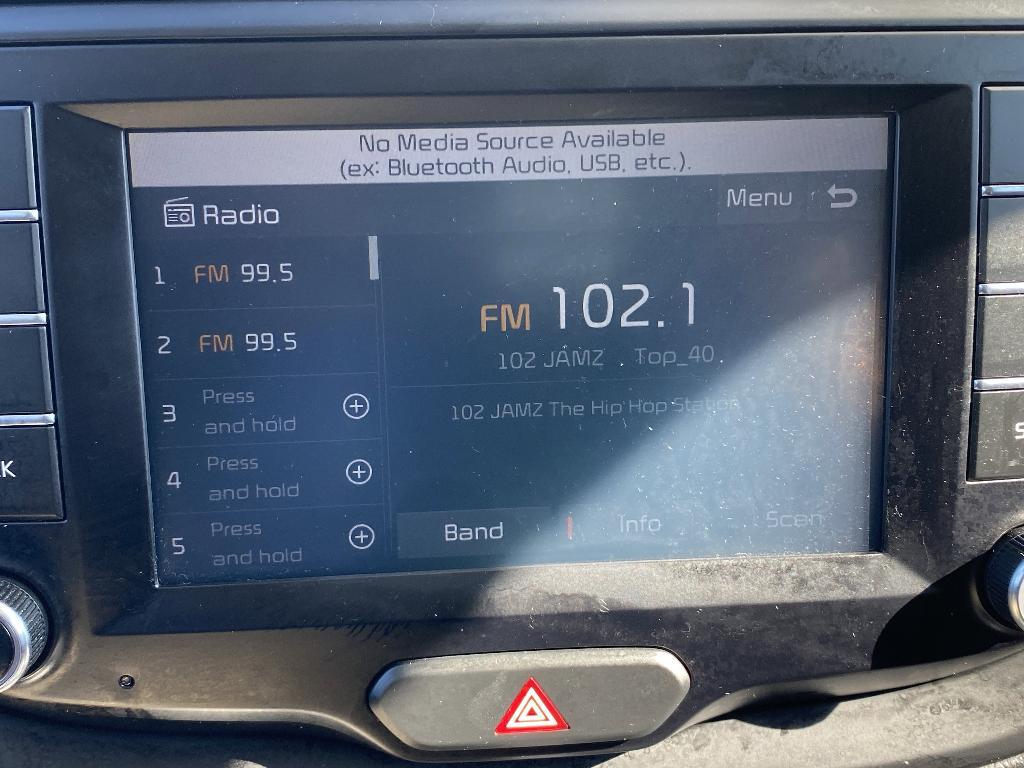 No Media Source Available
(ex: Bluetooth Audio, USB, etc.).
Radio
Menu
1 FM 99.5
2 FM 99.5
3 Press
and hold
4 Press
and hold
5 Press
and hold
FM 102.1
102 JAMZ . Top_40.
102 JAMZ The Hip Hop Station
Band
Info
Scan